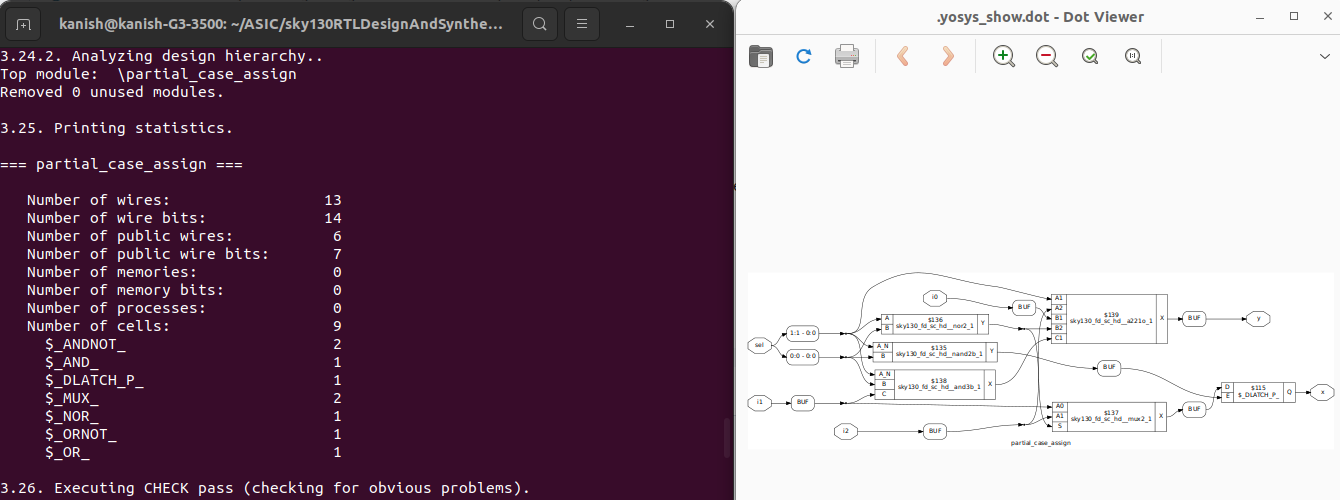 kanish@kanish-G3-3500: ~/ASIC/sky130RTLDesignAndSynthe...
3.24.2. Analyzing design hierarchy..
Top module:  \partial_case_assign
Removed 0 unused modules.
3.25. Printing statistics.
=== partial_case_assign ===
Number of wires: 13
Number of wire bits: 14
Number of public wires: 6
Number of public wire bits: 7
Number of memories: 0
Number of memory bits: 0
Number of processes: 0
Number of cells: 9
$_ANDNOT_ 2
$_AND_ 1
$_DLATCH_P_ 1
$_MUX_ 2
$_NOR_ 1
$_ORNOT_ 1
$_OR_ 1
3.26. Executing CHECK pass (checking for obvious problems).
.yosys_show.dot - Dot Viewer
sel
1:1 - 0:0
0:0 - 0:0
i0
BUF
A
B
$136
sky130_fd_sc_hd__nor2_1
Y
A_N
B
$135
sky130_fd_sc_hd__nand2b_1
Y
A_N
B
C
$138
sky130_fd_sc_hd__and3b_1
X
A1
A2
B1
B2
C1
$139
sky130_fd_sc_hd__a221o_1
X
BUF
y
BUF
i1
BUF
i2
BUF
A0
A1
S
$137
sky130_fd_sc_hd__mux2_1
X
BUF
D
E
$115
$_DLATCH_P_
Q
x
partial_case_assign